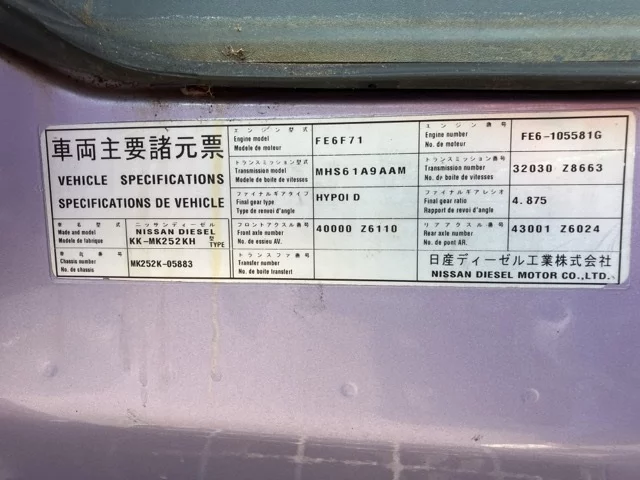 車両主要諸元票
VEHICLE SPECIFICATIONS
SPECIFICATIONS DE VEHICLE
車名、型式
Made and model
Modele de fabrique
ニッサンディーゼル
NISSAN DIESEL
KK-MK252KH 型 TYPE
車台番号
Chassis number
No. de chassis
MK252K-05883
エンジン型式
Engine model
Modele de moteur
FE6F71
トランスミッション型式
Transmission model
Modele de boite de vitesses
MHS61A9AAM
ファイナルギアタイプ
Final gear type
Type de renvoi d'angle
HYPOID
フロントアクスル番号
Front axle number
No. de essieu AV.
40000 Z6110
トランスファ番号
Transfer number
No. de boite transfert
エンジン番号
Engine number
No. de moteur
FE6-105581G
トランスミッション番号
Transmission number
No. de boite de vitesses
32030 Z8663
ファイナルギアレシオ
Final gear ratio
Rapport de renvoi d'angle
4.875
リアアクスル番号
Rear axle number
No. de pont AR.
43001 Z6024
日産ディーゼル工業株式会社
NISSAN DIESEL MOTOR CO.,LTD.